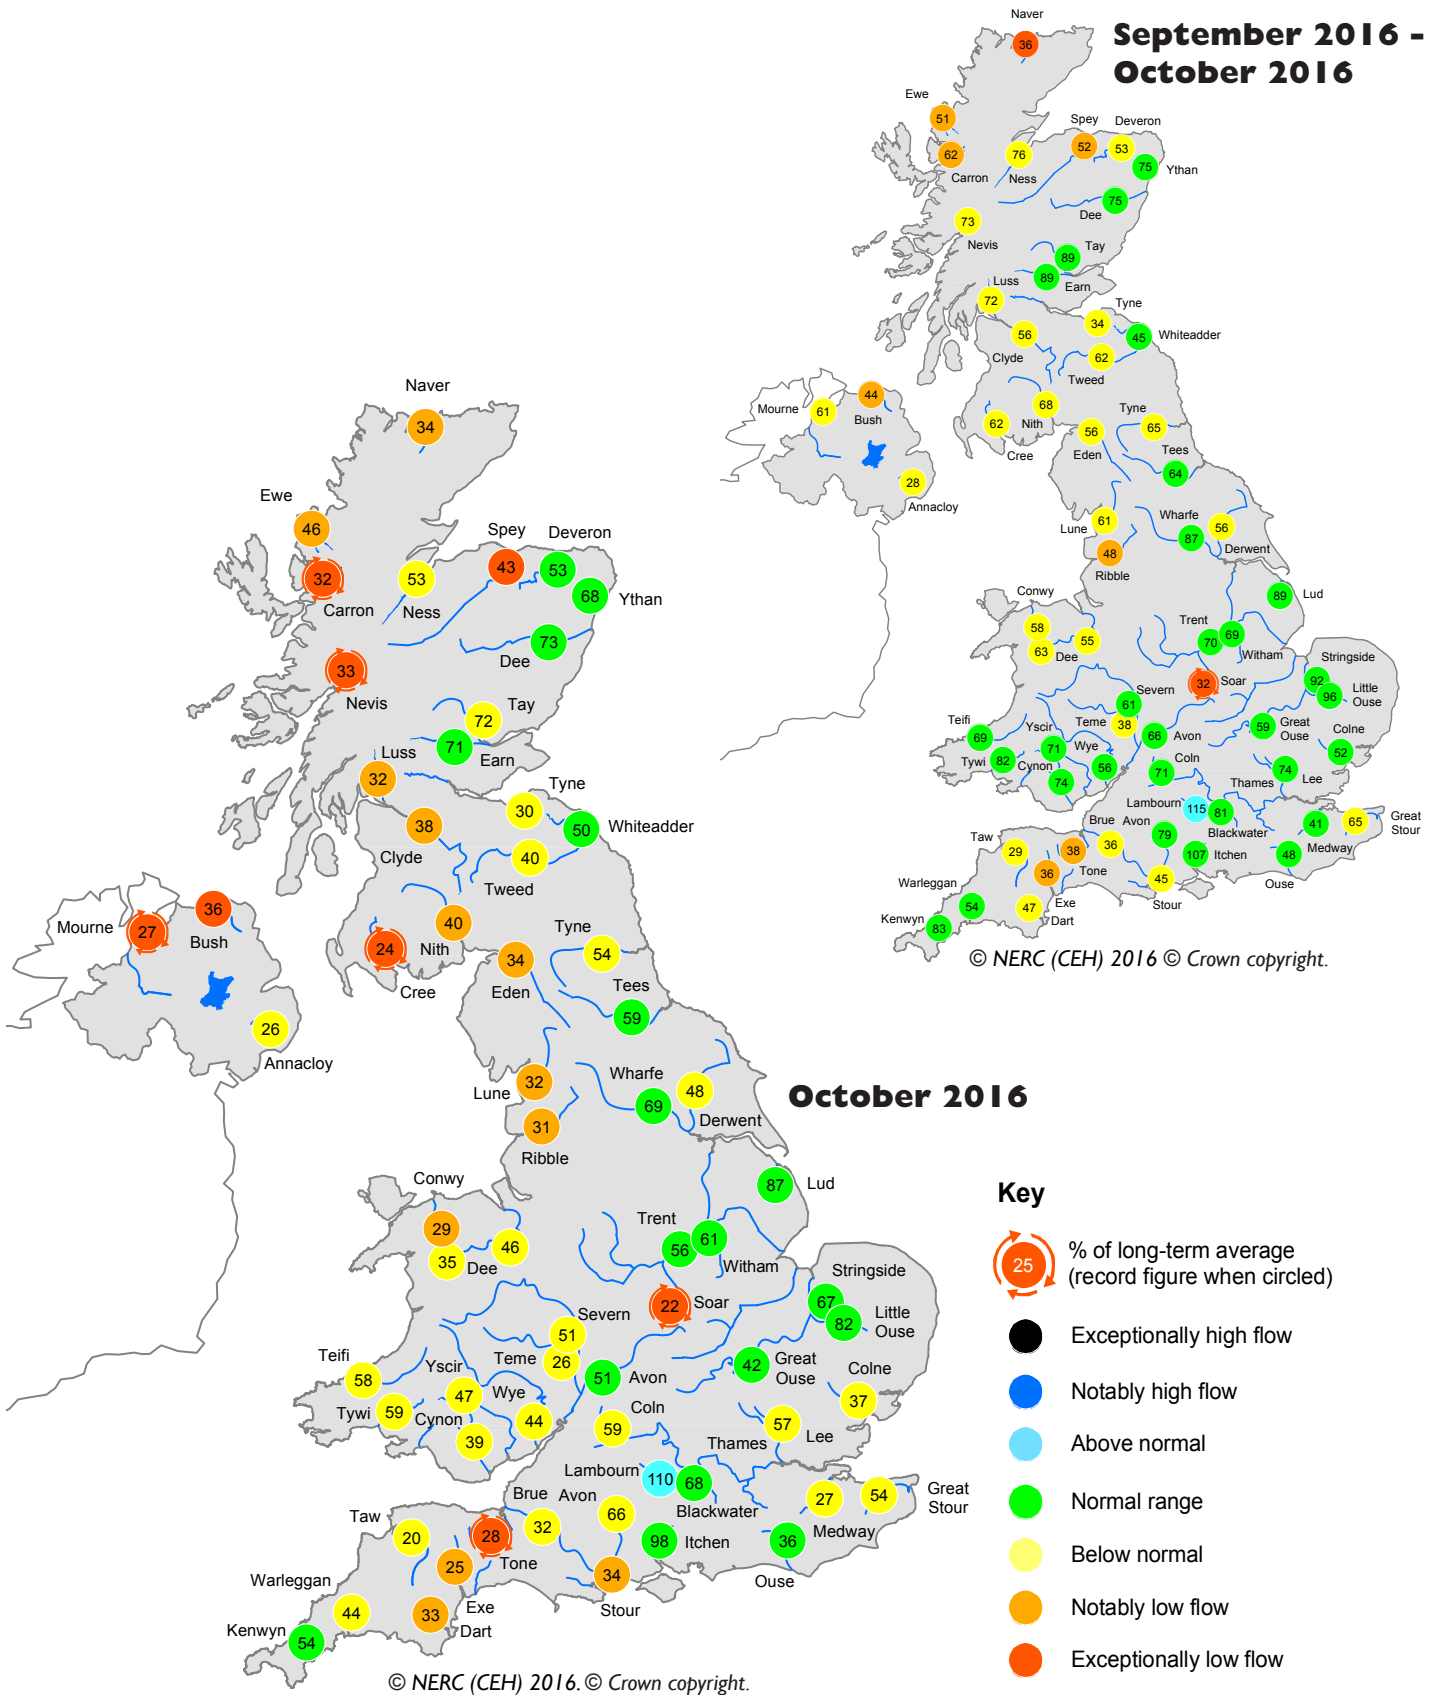 September 2016 -
October 2016
Naver
36
Ewe
51
62
Carron
76
Ness
Spey
52
Deveron
53
75
Ythan
75
Dee
73
Nevis
Tay
89
89
Earn
Luss
72
Tyne
34
45
Whiteadder
56
Clyde
62
Tweed
Mourne
61
44
Bush
28
Annacloy
62
Cree
68
Nith
56
Eden
Tyne
65
Tees
64
Lune
61
48
Ribble
Wharfe
87
56
Derwent
89
Lud
Conwy
58
63
Dee
55
Trent
70
69
Witham
32
Soar
Stringside
92
96
Little
Ouse
Severn
61
Teme
38
66
Avon
59
Great
Ouse
Colne
52
Teifi
69
Tywi
82
Yscir
71
Wye
56
Cynon
74
Coln
71
74
Thames
Lee
Lambourn
115
81
Blackwater
41
Medway
65
Great
Stour
Brue
36
Avon
79
107
Itchen
48
Ouse
Taw
29
38
Tone
36
Exe
45
Stour
Warleggan
54
47
Dart
Kenwyn
83
© NERC (CEH) 2016 © Crown copyright.
October 2016
Naver
34
Ewe
46
32
Carron
53
Ness
Spey
43
Deveron
53
68
Ythan
73
Dee
33
Nevis
Tay
72
71
Earn
Luss
32
Tyne
30
50
Whiteadder
38
Clyde
40
Tweed
Mourne
27
36
Bush
26
Annacloy
24
Cree
40
Nith
34
Eden
Tyne
54
Tees
59
Lune
32
31
Ribble
Wharfe
69
48
Derwent
87
Lud
Conwy
29
35
Dee
46
Trent
56
61
Witham
22
Soar
Stringside
67
82
Little
Ouse
Severn
51
Teme
26
51
Avon
42
Great
Ouse
Colne
37
Teifi
58
Tywi
59
Yscir
47
Wye
44
Cynon
39
Coln
59
57
Thames
Lee
Lambourn
110
68
Blackwater
27
Medway
54
Great
Stour
Brue
32
Avon
66
98
Itchen
36
Ouse
Taw
20
28
Tone
25
Exe
34
Stour
Warleggan
44
33
Dart
Kenwyn
54
© NERC (CEH) 2016. © Crown copyright.
Key
25
% of long-term average
(record figure when circled)
Exceptionally high flow
Notably high flow
Above normal
Normal range
Below normal
Notably low flow
Exceptionally low flow